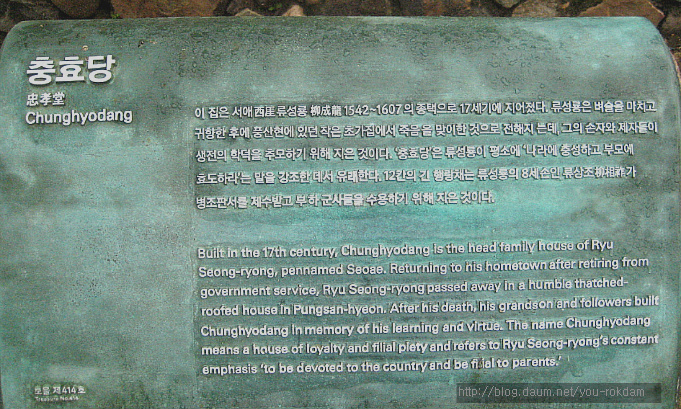 충효당
忠孝堂
Chunghyodang
이 집은 서애 西厓 류성룡 柳成龍 1542~1607의 종택으로 17세기에 지어졌다. 류성룡은 벼슬을 마치고
귀향한 후에 풍산현에 있던 작은 초가집에서 죽음을 맞이한 것으로 전해지는데, 그의 손자와 제자들이
생전의 학덕을 추모하기 위해 지은 것이다. '충효당'은 류성룡이 평소에 '나라에 충성하고 부모에
효도하라'는 말을 강조한 데서 유래한다. 12칸의 긴 행랑채는 류성룡의 8세손인 류상조 柳相祚가
병조판서를 제수받고 부하 군사들을 수용하기 위해 지은 것이다.
Built in the 17th century, Chunghyodang is the head family house of Ryu
Seong-ryong, pennamed Seoae. Returning to his hometown after retiring from
government service, Ryu Seong-ryong passed away in a humble thatched-
roofed house in Pungsan-hyeon. After his death, his grandson and followers built
Chunghyodang in memory of his learning and virtue. The name Chunghyodang
means a house of loyalty and filial piety and refers to Ryu Seong-ryong's constant
emphasis 'to be devoted to the country and be filial to parents.'
보물 제414호
Treasure No.414
http://blog.daum.net/you-rokdam